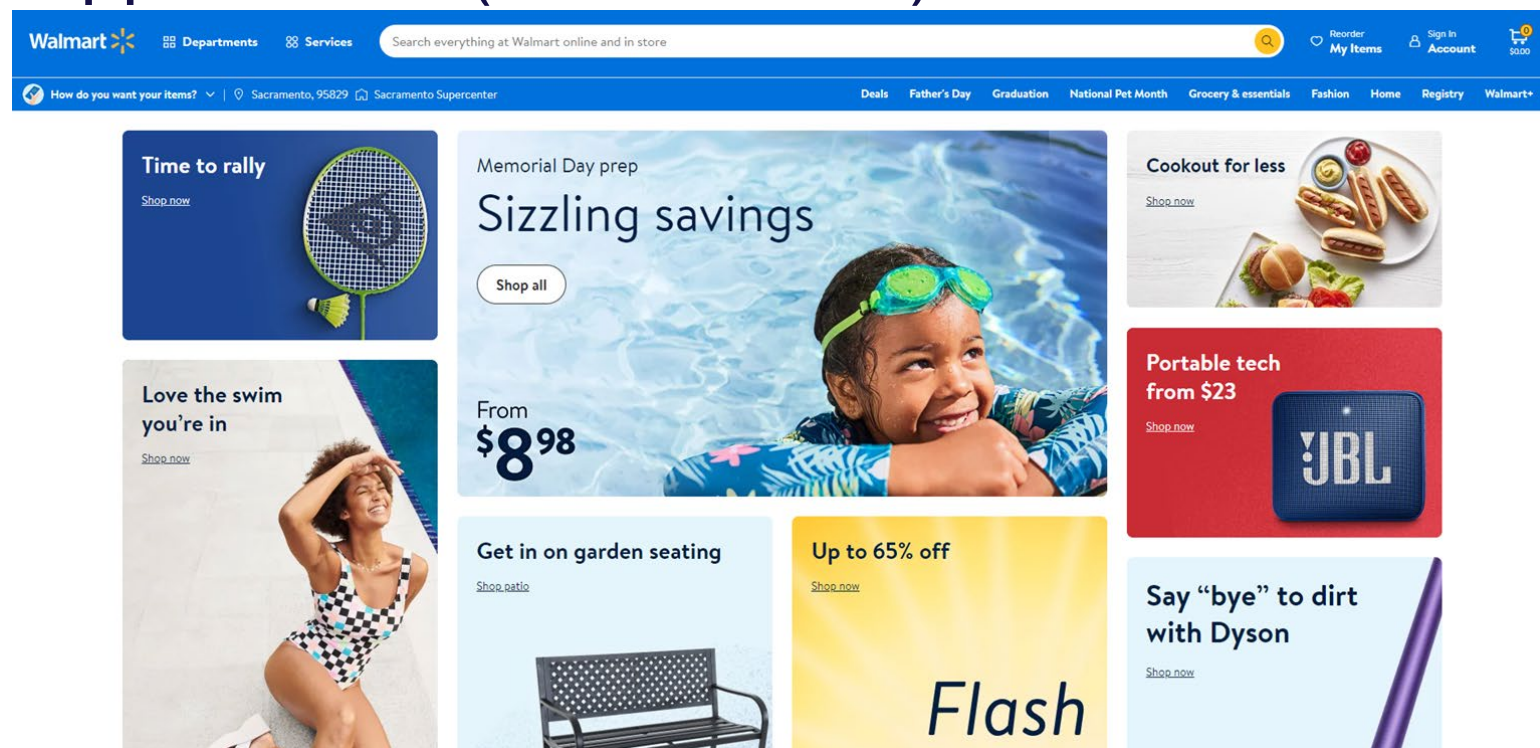 Walmart
Departments
Services
Search everything at Walmart online and in store
Reorder
My Items
Sign In
Account
0
$0.00
How do you want your items?
Sacramento, 95829
Sacramento Supercenter
Deals
Father's Day
Graduation
National Pet Month
Grocery & essentials
Fashion
Home
Registry
Walmart+
Time to rally
Shop now
Love the swim
you're in
Shop now
Memorial Day prep
Sizzling savings
Shop all
From
$8.98
Get in on garden seating
Shop patio
Up to 65% off
Shop now
Flash
Cookout for less
Shop now
Portable tech
from $23
Shop now
JBL
Say “bye” to dirt
with Dyson
Shop now